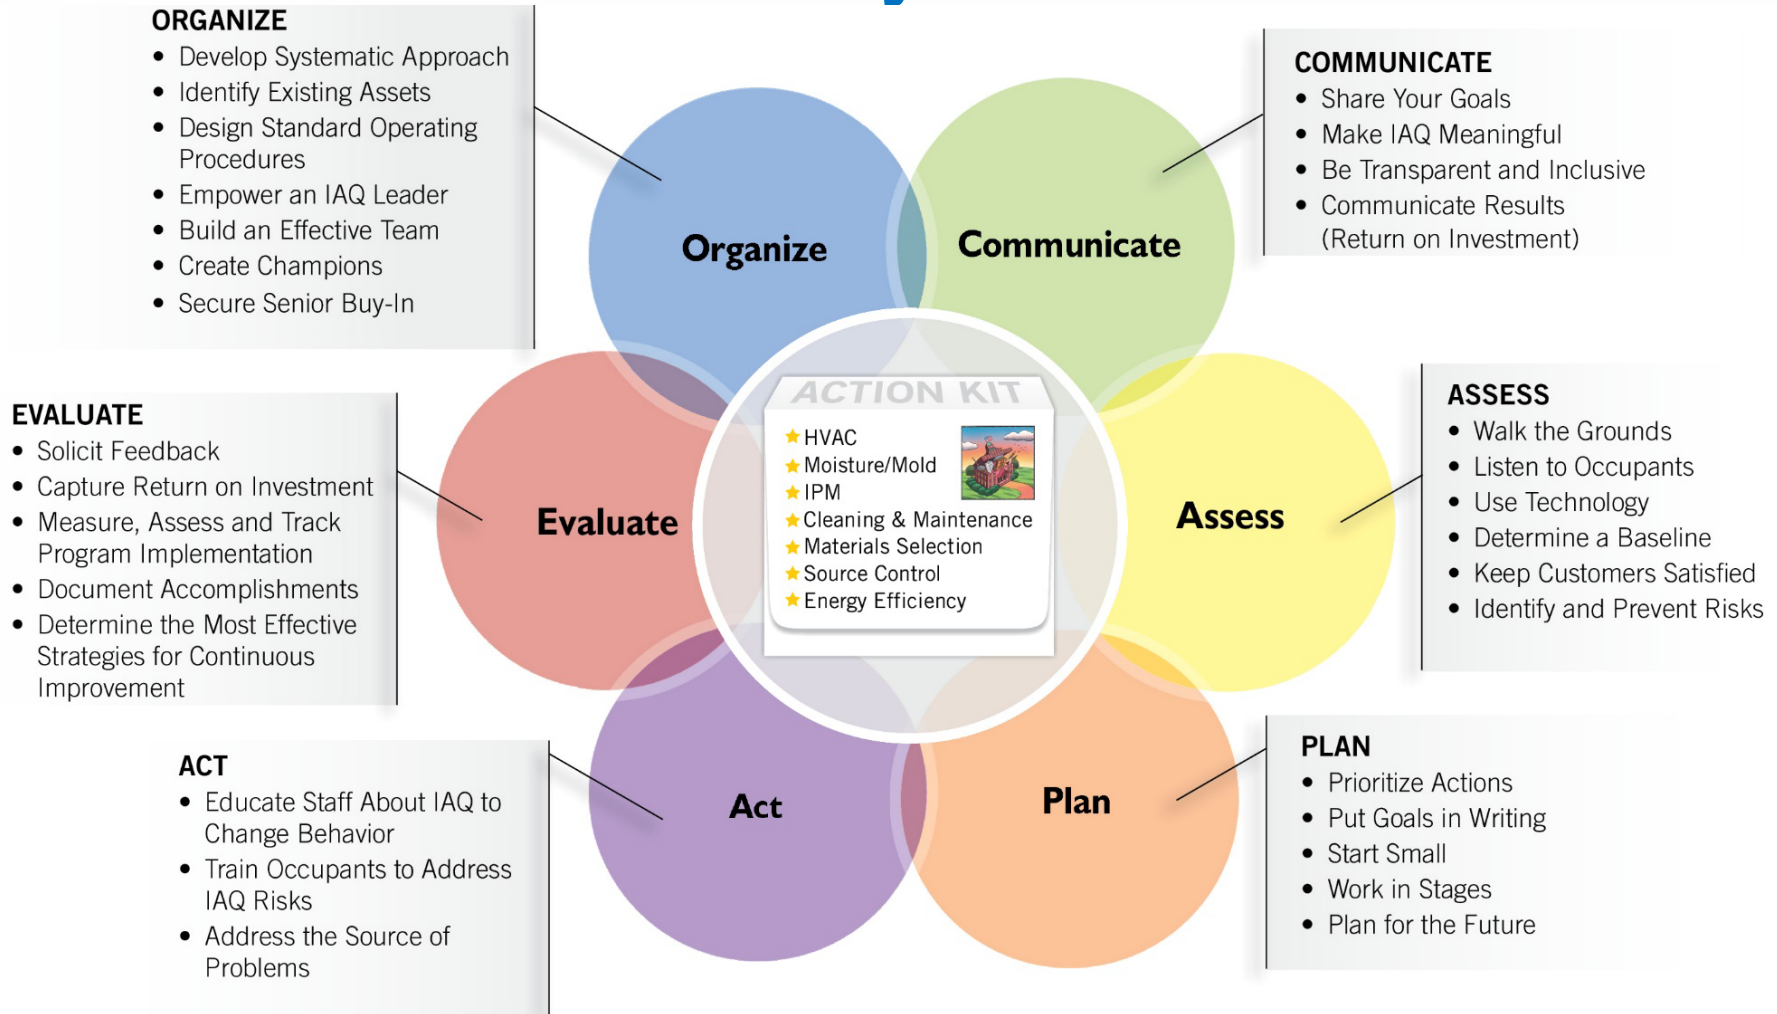 ORGANIZE
• Develop Systematic Approach
• Identify Existing Assets
• Design Standard Operating
Procedures
• Empower an IAQ Leader
• Build an Effective Team
• Create Champions
• Secure Senior Buy-In
COMMUNICATE
• Share Your Goals
• Make IAQ Meaningful
• Be Transparent and Inclusive
• Communicate Results
(Return on Investment)
Organize
Communicate
EVALUATE
• Solicit Feedback
• Capture Return on Investment
• Measure, Assess and Track
Program Implementation
• Document Accomplishments
• Determine the Most Effective
Strategies for Continuous
Improvement
Evaluate
ACTION KIT
HVAC
Moisture/Mold
IPM
Cleaning & Maintenance
Materials Selection
Source Control
Energy Efficiency
Assess
ASSESS
• Walk the Grounds
• Listen to Occupants
• Use Technology
• Determine a Baseline
• Keep Customers Satisfied
• Identify and Prevent Risks
ACT
• Educate Staff About IAQ to
Change Behavior
• Train Occupants to Address
IAQ Risks
• Address the Source of
Problems
Act
Plan
PLAN
• Prioritize Actions
• Put Goals in Writing
• Start Small
• Work in Stages
• Plan for the Future